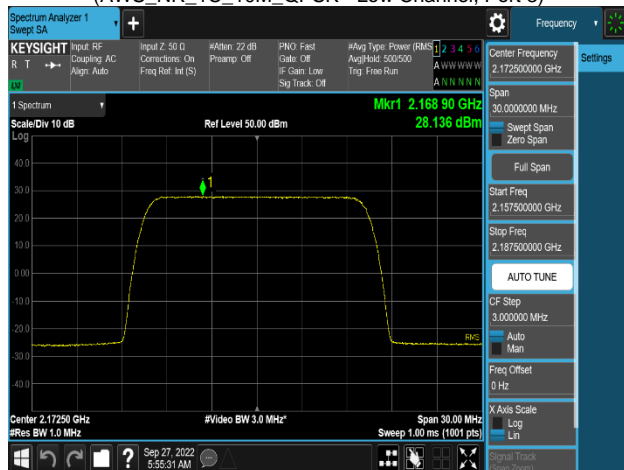 Spectrum Analyzer 1
Swept SA
Frequency
KEYSIGHT
R T
LW
Input: RF
Coupling: AC
Align: Auto
Input Z: 50 Ω
Corrections: On
Freq Ref: Int (S)
#Atten: 22 dB
Preamp: Off
PNO: Fast
Gate: Off
IF Gain: Low
Sig Track: Off
#Avg Type: Power (RMS)
Avg|Hold: 500/500
Trig: Free Run
1 2 3 4 5 6
A W W W W W
A N N N N N
1 Spectrum
Scale/Div 10 dB
Log
Ref Level 50.00 dBm
Mkr1 2.168 90 GHz
28.136 dBm
40.0
30.0
20.0
10.0
0.00
-10.0
-20.0
-30.0
-40.0
1
RMS
Center 2.17250 GHz
#Res BW 1.0 MHz
#Video BW 3.0 MHz*
Span 30.00 MHz
Sweep 1.00 ms (1001 pts)
Sep 27, 2022
5:55:31 AM
Center Frequency
2.172500000 GHz
Settings
Span
30.0000000 MHz
Swept Span
Zero Span
Full Span
Start Freq
2.157500000 GHz
Stop Freq
2.187500000 GHz
AUTO TUNE
CF Step
3.000000 MHz
Auto
Man
Freq Offset
0 Hz
X Axis Scale
Log
Lin
Signal Track
(Span Zoom)